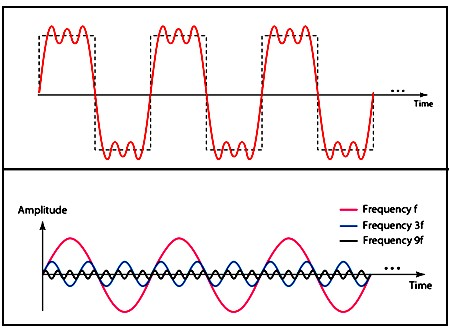 ...
Time
Amplitude
Frequency f
Frequency 3f
Frequency 9f
...
Time